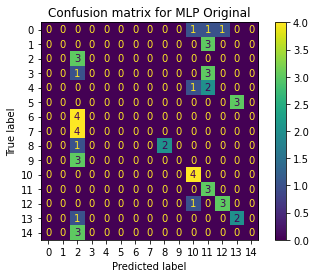 Confusion matrix for MLP Original
True label
0 0 0 0 0 0 0 0 0 0 0 1 1 1 0 0
1 0 0 0 0 0 0 0 0 0 0 0 3 0 0 0
2 0 0 3 0 0 0 0 0 0 0 0 0 0 0 0
3 0 0 1 0 0 0 0 0 0 0 0 3 0 0 0
4 0 0 0 0 0 0 0 0 0 0 1 2 0 0 0
5 0 0 0 0 0 0 0 0 0 0 0 0 0 3 0
6 0 0 4 0 0 0 0 0 0 0 0 0 0 0 0
7 0 0 4 0 0 0 0 0 0 0 0 0 0 0 0
8 0 0 1 0 0 0 0 0 2 0 0 0 0 0 0
9 0 0 3 0 0 0 0 0 0 0 0 0 0 0 0
10 0 0 0 0 0 0 0 0 0 0 4 0 0 0 0
11 0 0 0 0 0 0 0 0 0 0 0 3 0 0 0
12 0 0 0 0 0 0 0 0 0 0 1 0 3 0 0
13 0 0 1 0 0 0 0 0 0 0 0 0 0 2 0
14 0 0 3 0 0 0 0 0 0 0 0 0 0 0 0
0 1 2 3 4 5 6 7 8 9 10 11 12 13 14
Predicted label
4.0
3.5
3.0
2.5
2.0
1.5
1.0
0.5
0.0